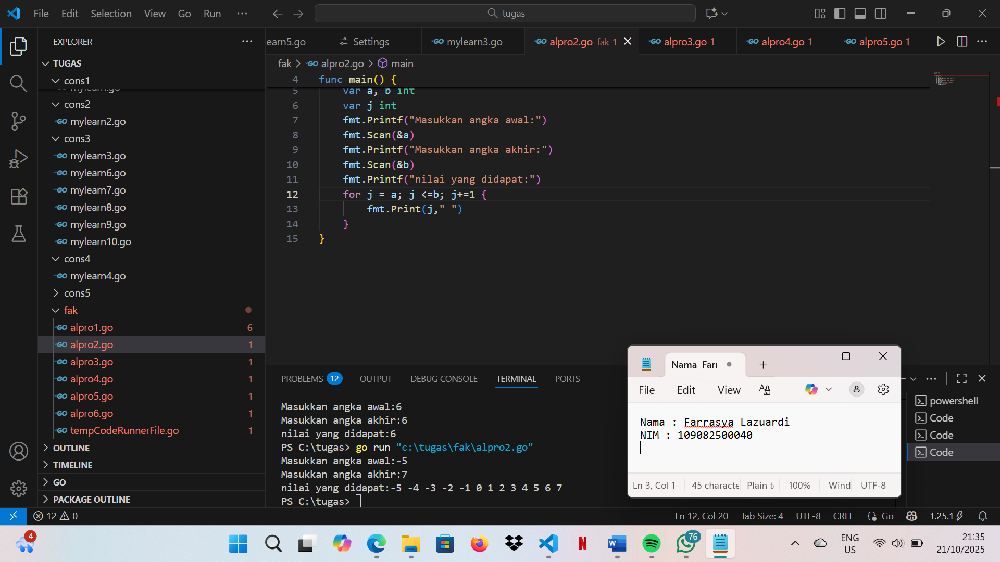 File Edit Selection View Go Run
tugas
EXPLORER
earn5.go
Settings
mylearn3.go
alpro2.go fak 1
alpro3.go 1
alpro4.go 1
alpro5.go 1
TUGAS
cons1
cons2
mylearn2.go
cons3
mylearn3.go
mylearn6.go
mylearn7.go
mylearn8.go
mylearn9.go
mylearn10.go
cons4
mylearn4.go
cons5
fak
alpro1.go 6
alpro2.go 1
alpro3.go 1
alpro4.go 1
alpro5.go 1
alpro6.go 1
tempCodeRunnerFile.go 1
OUTLINE
TIMELINE
GO
PACKAGE OUTLINE
fak > alpro2.go > main
4 func main() {
5 var a, b int
6 var j int
7 fmt.Printf("Masukkan angka awal:")
8 fmt.Scan(&a)
9 fmt.Printf("Masukkan angka akhir:")
10 fmt.Scan(&b)
11 fmt.Printf("nilai yang didapat:")
12 for j = a; j <=b; j+=1 {
13 fmt.Print(j," ")
14 }
15 }
PROBLEMS 12 OUTPUT DEBUG CONSOLE TERMINAL PORTS
Masukkan angka awal:6
Masukkan angka akhir:6
nilai yang didapat:6
PS C:\tugas> go run "c:\tugas\fak\alpro2.go"
Masukkan angka awal:-5
Masukkan angka akhir:7
nilai yang didapat:-5 -4 -3 -2 -1 0 1 2 3 4 5 6 7
PS C:\tugas>
powershell
Code
Code
Code
Nama Farr
File Edit View
Nama : Farrasya Lazuardi
NIM : 109082500040
Ln 3, Col 1 45 characte Plain t 100% Wind UTF-8
12 0
Ln 12, Col 20 Tab Size: 4 UTF-8 CRLF Go 1.25.1
4
76
ENG
US
21:35
21/10/2025